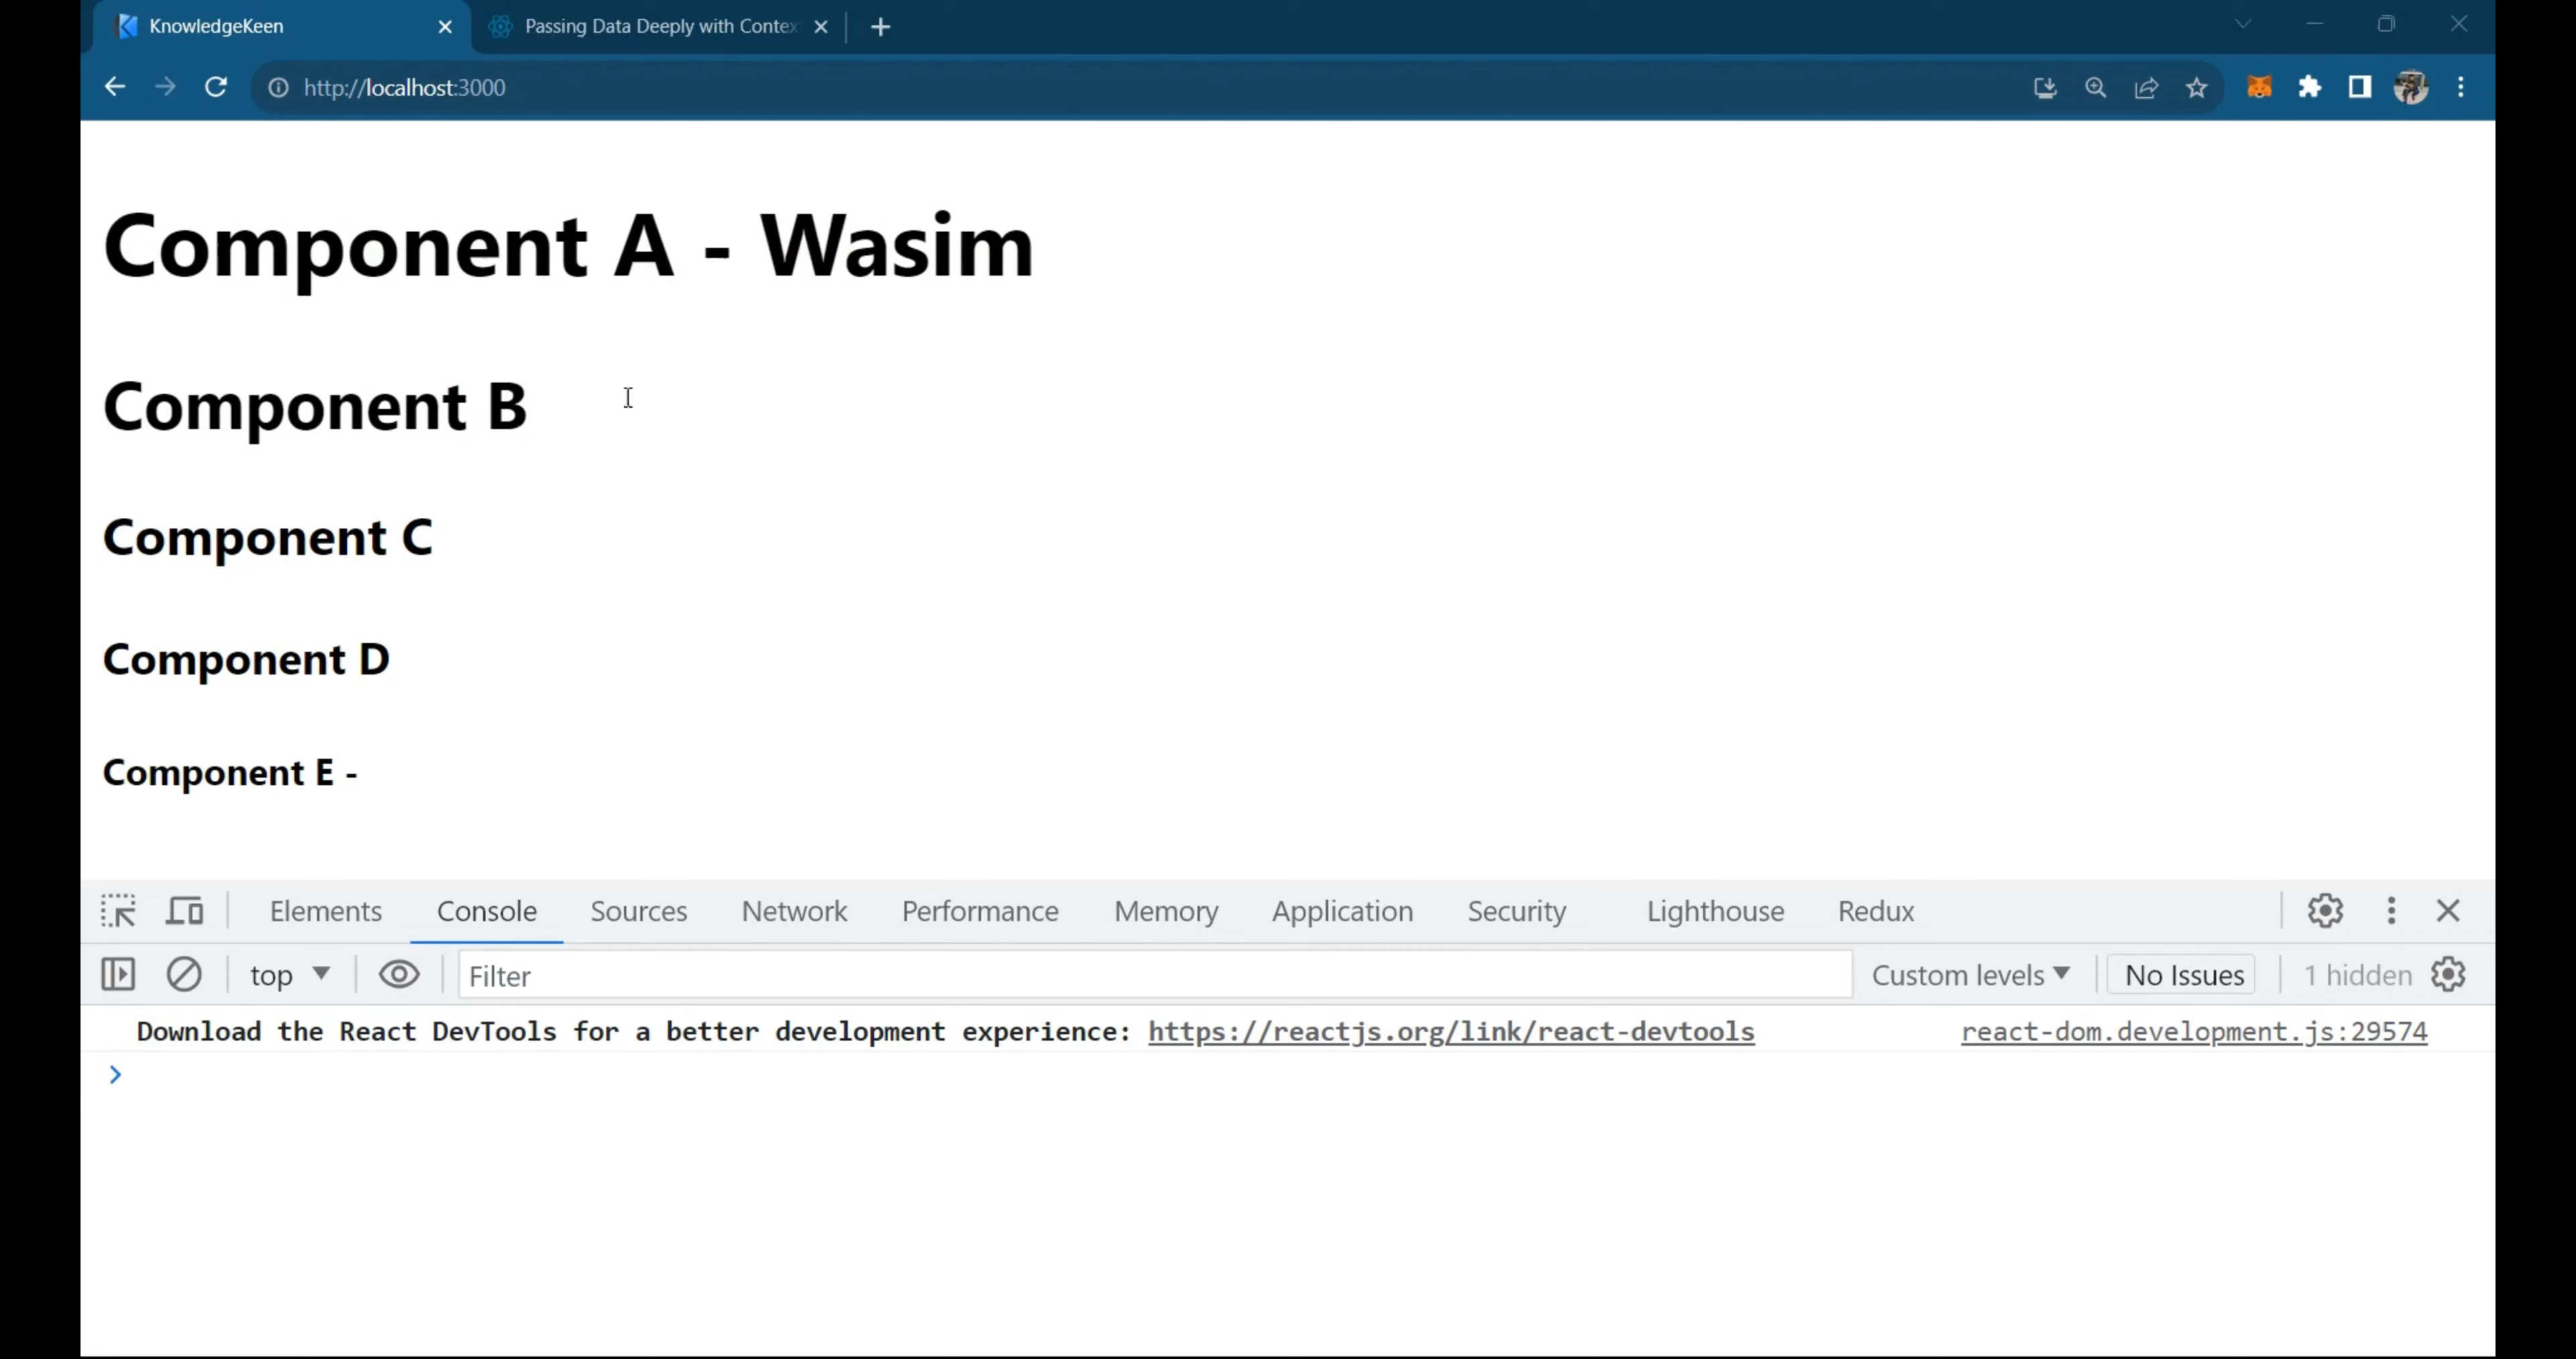 KnowledgeKeen
Passing Data Deeply with Contex
http://localhost:3000
Component A - Wasim
Component B
Component C
Component D
Component E -
Elements Console Sources Network Performance Memory Application Security Lighthouse Redux
top Filter Custom levels No Issues 1 hidden
Download the React DevTools for a better development experience: https://reactjs.org/link/react-devtools react-dom.development.js:29574